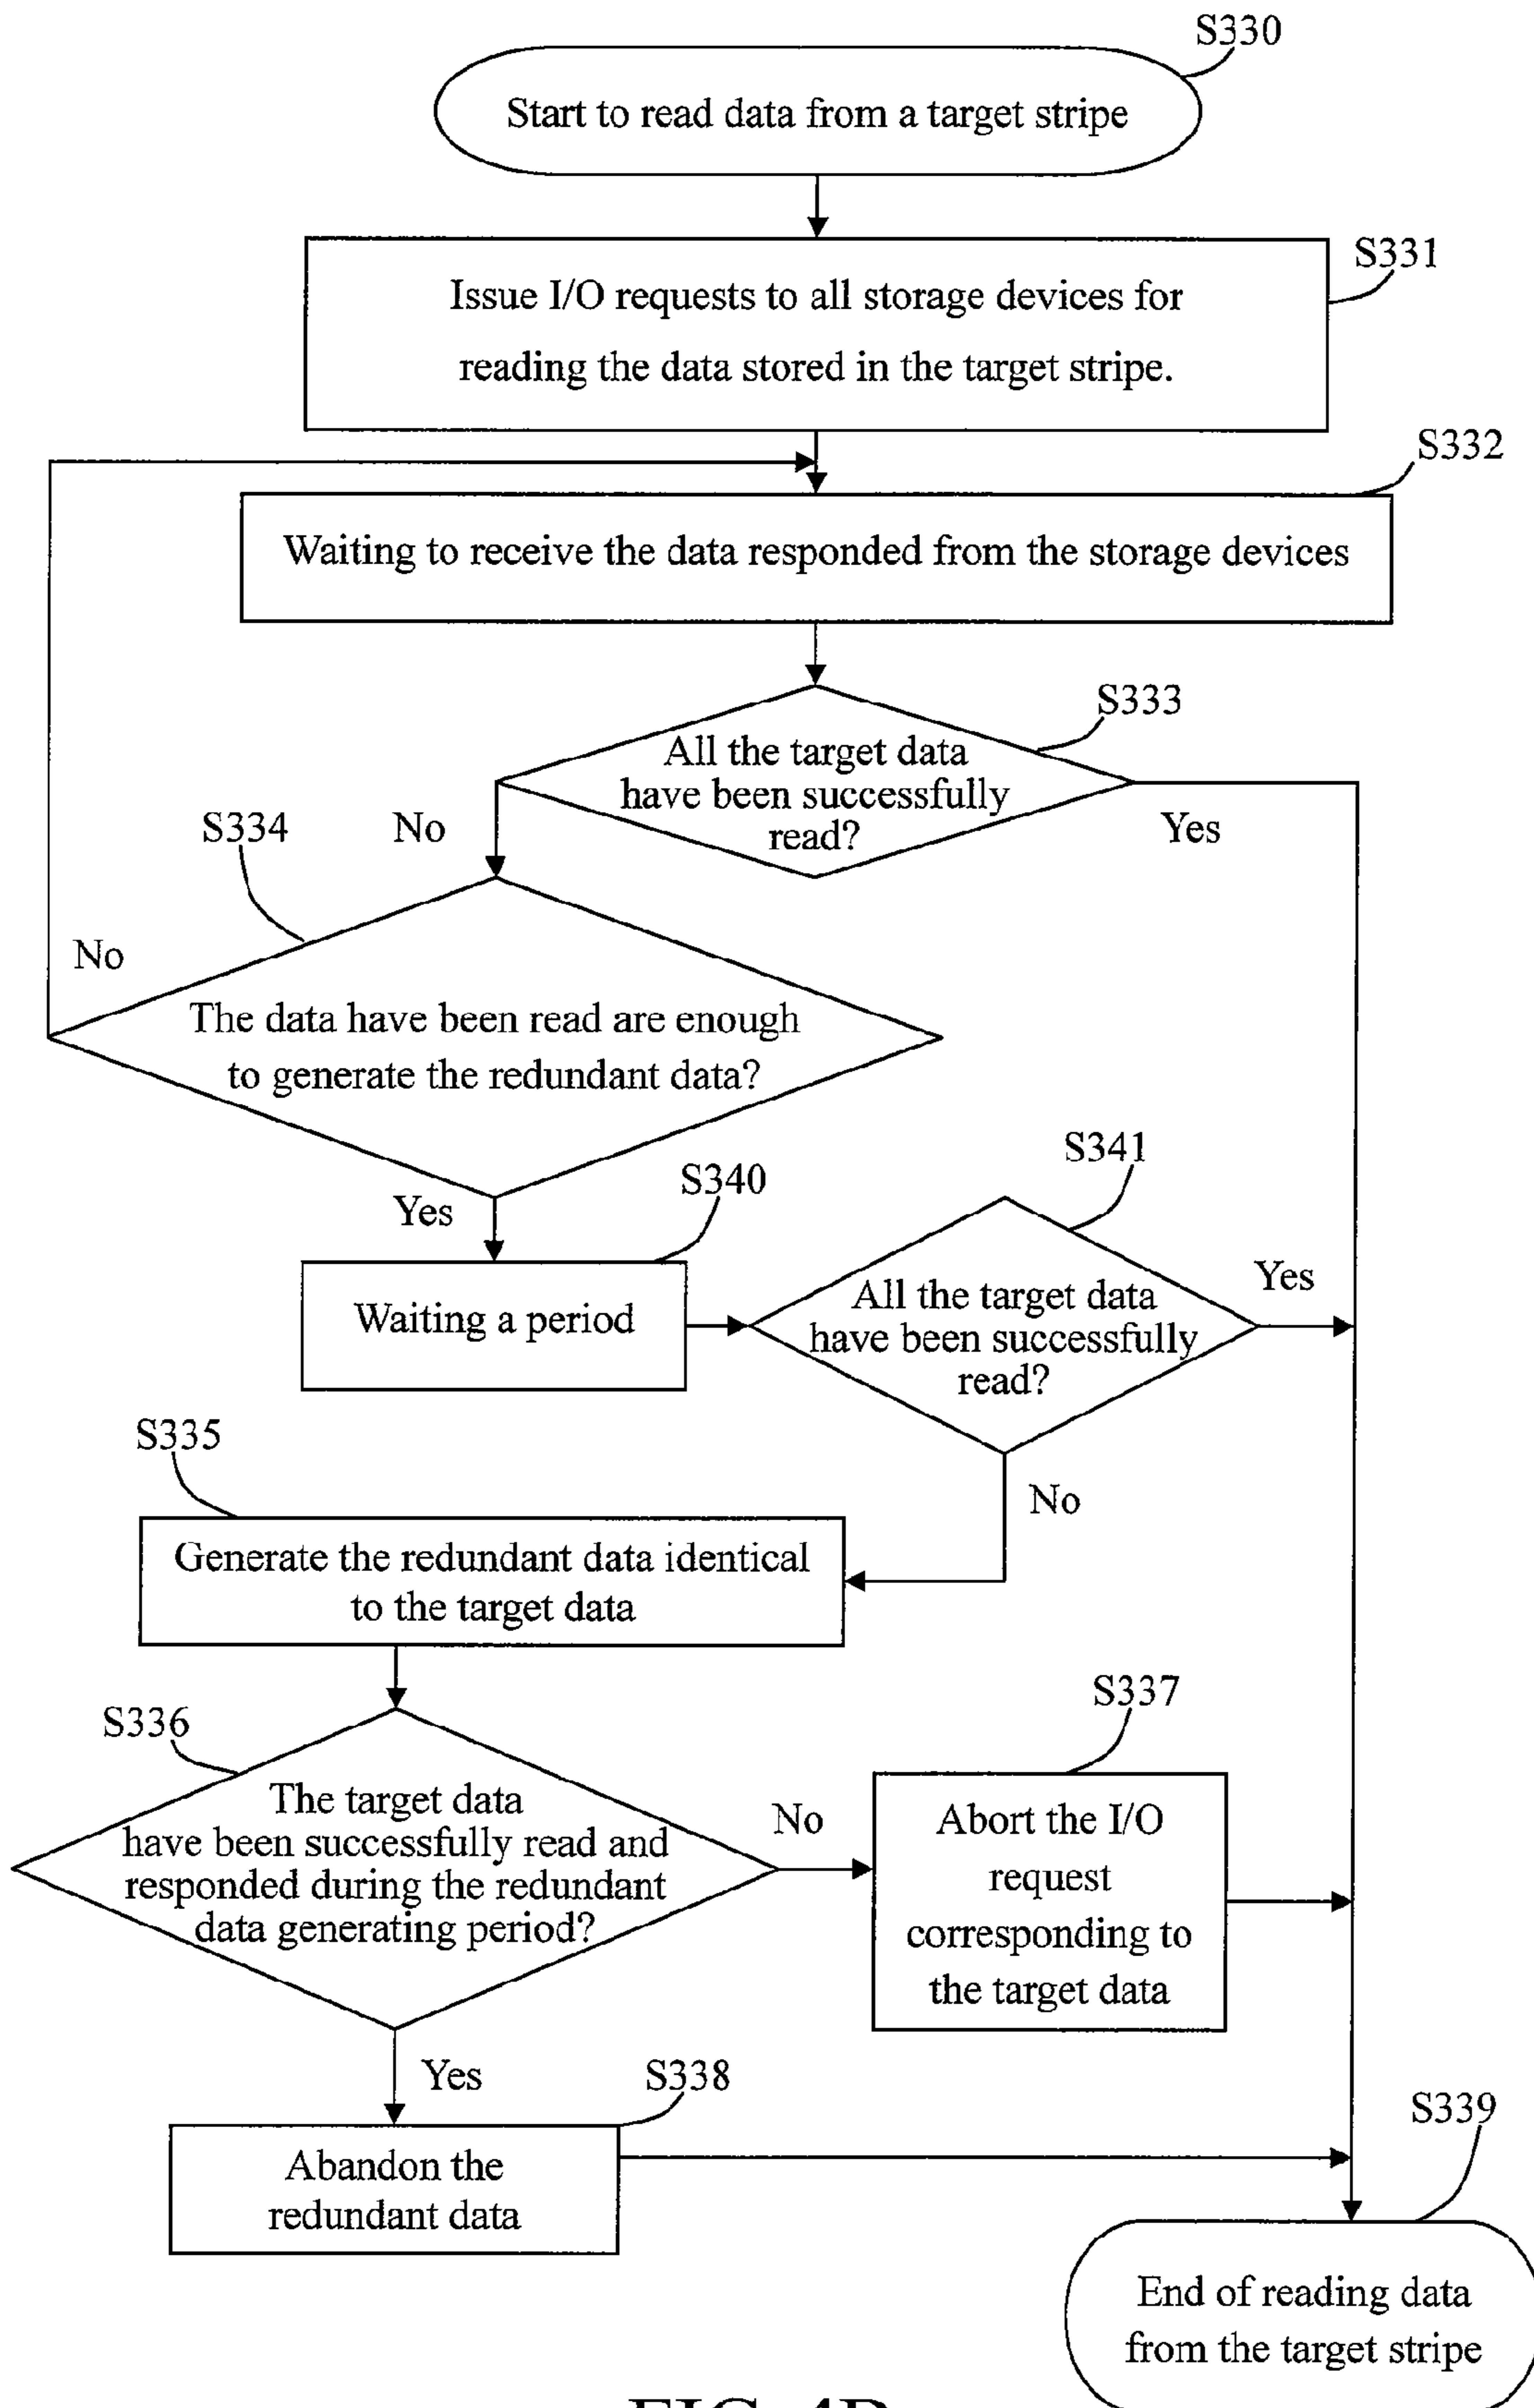 S330
Start to read data from a target stripe
S331
Issue I/O requests to all storage devices for
reading the data stored in the target stripe.
S332
Waiting to receive the data responded from the storage devices
S333
All the target data
have been successfully
read?
S334
No
Yes
No
The data have been read are enough
to generate the redundant data?
S341
S340
Yes
Waiting a period
All the target data
have been successfully
read?
Yes
S335
No
Generate the redundant data identical
to the target data
S337
S336
The target data
have been successfully read and
responded during the redundant
data generating period?
No
Abort the I/O
request
corresponding to
the target data
Yes
S338
S339
Abandon the
redundant data
End of reading data
from the target stripe